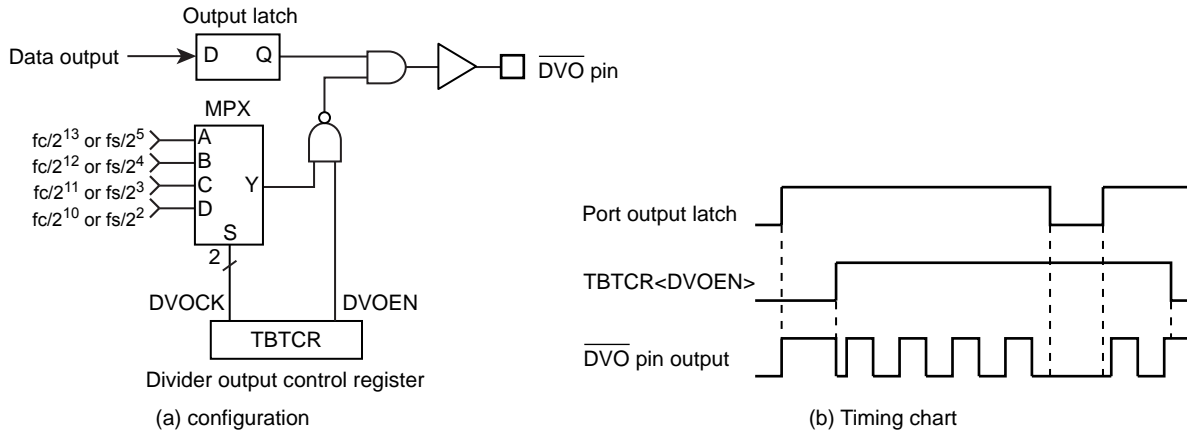 Output latch
Data output
D
Q
DVO pin
MPX
fc/2^13 or fs/2^5
A
fc/2^12 or fs/2^4
B
fc/2^11 or fs/2^3
C
Y
fc/2^10 or fs/2^2
D
S
2
DVOCK
DVOEN
TBTCR
Divider output control register
(a) configuration
Port output latch
TBTCR<DVOEN>
DVO pin output
(b) Timing chart